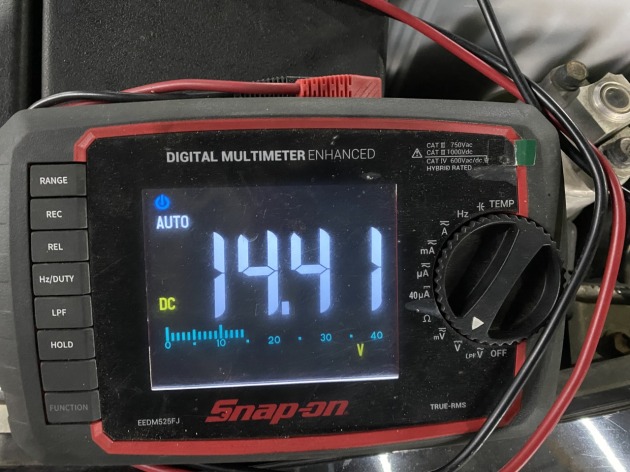 DIGITAL MULTIMETER ENHANCED
CAT II 750Vac
CAT II 1000Vdc
CAT IV 600Vac/dc
HYBRID RATED
RANGE
REC
REL
Hz/DUTY
LPF
HOLD
FUNCTION
AUTO
14.41
DC
0 10 20 30 40
V
TEMP
Hz
A
mA
µA
40µA
Ω
mV
V
LPF V
OFF
EEDM525FJ
Snap-on
TRUE-RMS